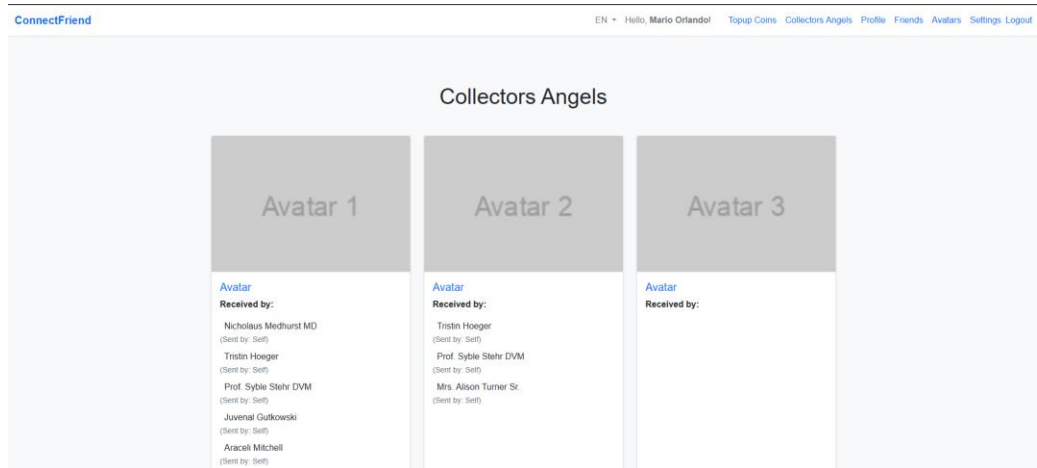 ConnectFriend EN Hello, Mario Orlando! Topup Coins Collectors Angels Profile Friends Avatars Settings Logout
Collectors Angels
Avatar 1
Avatar
Received by:
Nicholaus Medhurst MD
(Sent by: Self)
Tristin Hoeger
(Sent by: Self)
Prof. Syble Stehr DVM
(Sent by: Self)
Juvenal Gutkowski
(Sent by: Self)
Araceli Mitchell
(Sent by: Self)
Avatar 2
Avatar
Received by:
Tristin Hoeger
(Sent by: Self)
Prof. Syble Stehr DVM
(Sent by: Self)
Mrs. Alison Turner Sr.
(Sent by: Self)
Avatar 3
Avatar
Received by: